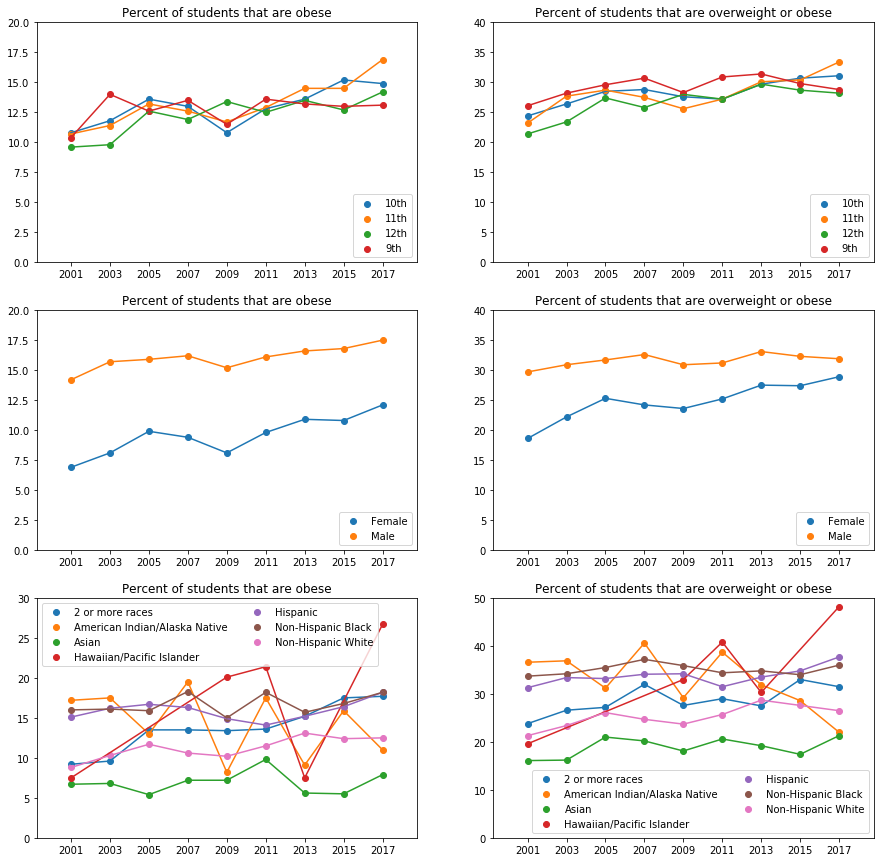 Percent of students that are obese
20.0
17.5
15.0
12.5
10.0
7.5
5.0
2.5
0.0
10th
11th
12th
9th
2001 2003 2005 2007 2009 2011 2013 2015 2017
Percent of students that are overweight or obese
40
35
30
25
20
15
10
5
0
10th
11th
12th
9th
2001 2003 2005 2007 2009 2011 2013 2015 2017
Percent of students that are obese
20.0
17.5
15.0
12.5
10.0
7.5
5.0
2.5
0.0
Female
Male
2001 2003 2005 2007 2009 2011 2013 2015 2017
Percent of students that are overweight or obese
40
35
30
25
20
15
10
5
0
Female
Male
2001 2003 2005 2007 2009 2011 2013 2015 2017
Percent of students that are obese
30
25
20
15
10
5
0
2 or more races
American Indian/Alaska Native
Asian
Hawaiian/Pacific Islander
Hispanic
Non-Hispanic Black
Non-Hispanic White
2001 2003 2005 2007 2009 2011 2013 2015 2017
Percent of students that are overweight or obese
50
40
30
20
10
0
2 or more races
American Indian/Alaska Native
Asian
Hawaiian/Pacific Islander
Hispanic
Non-Hispanic Black
Non-Hispanic White
2001 2003 2005 2007 2009 2011 2013 2015 2017